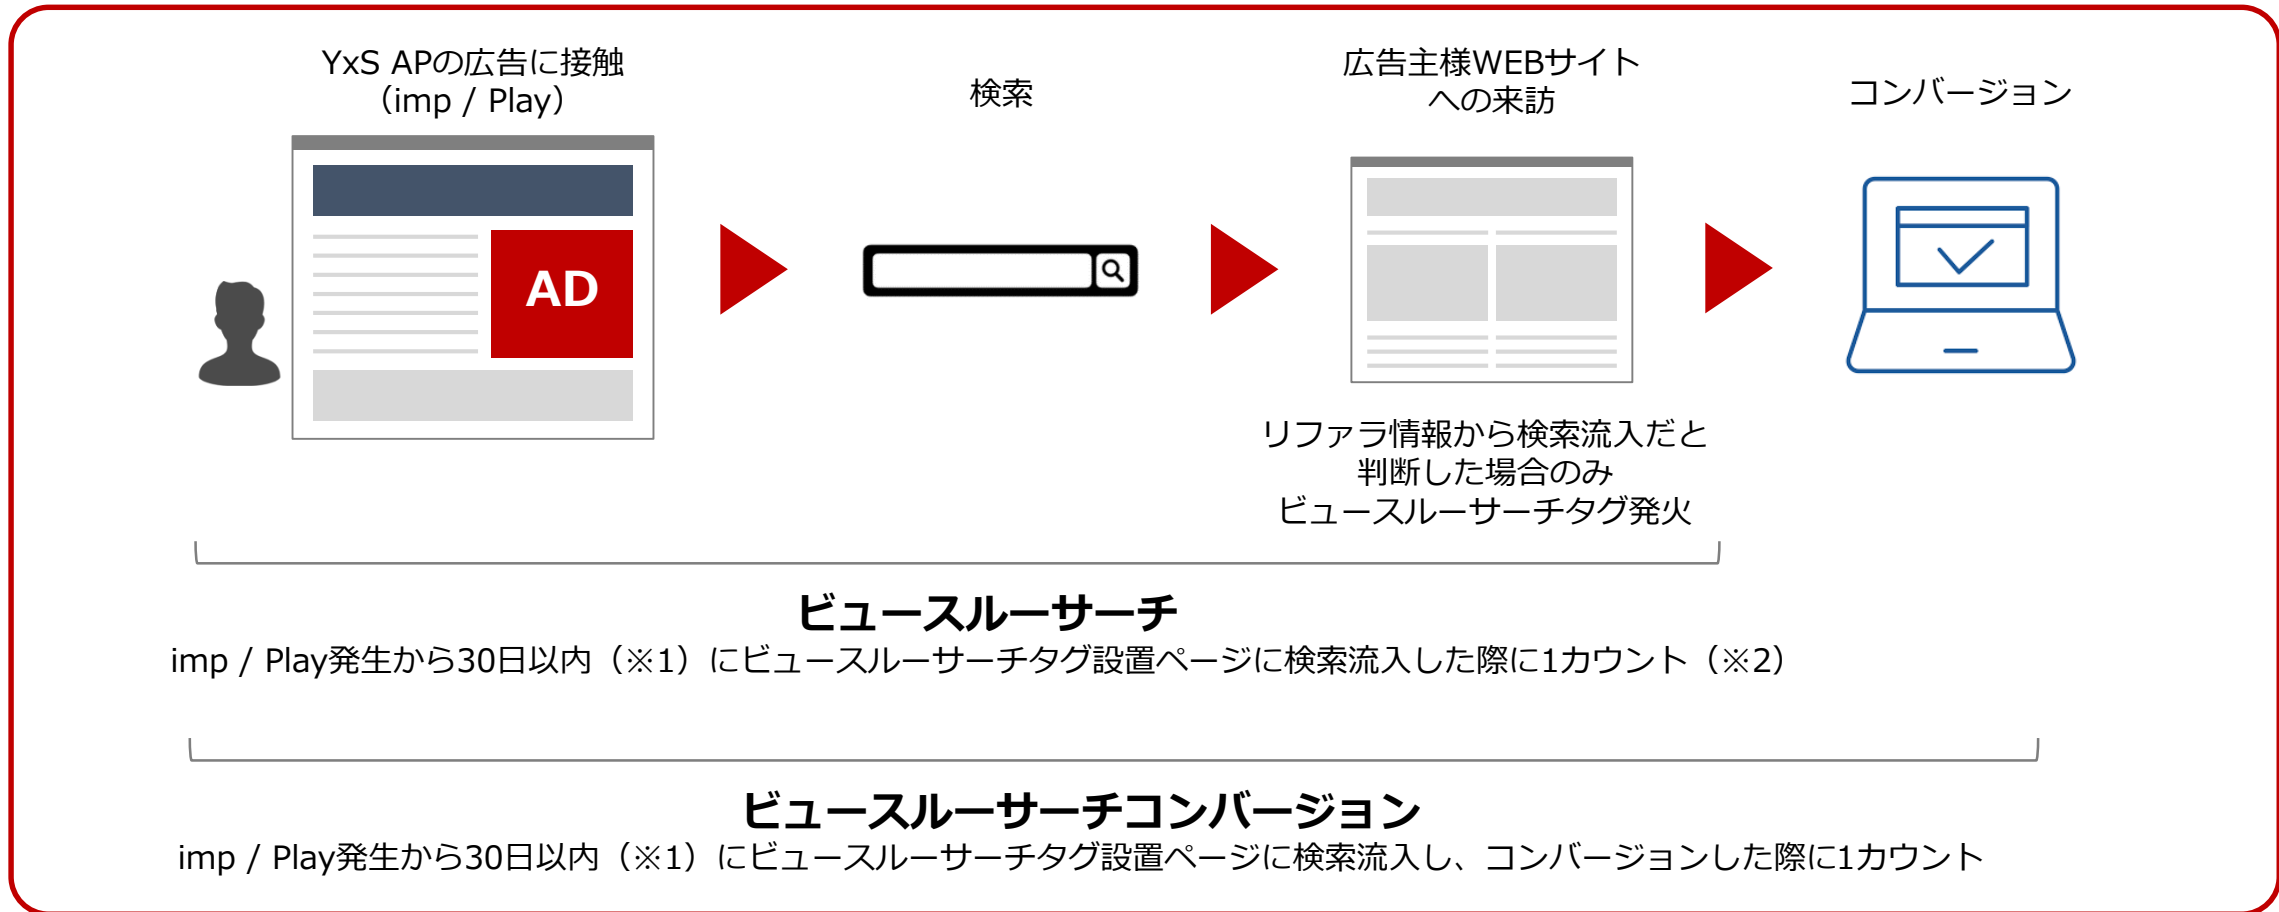 YxS APの広告に接触
（imp / Play）
検索
広告主様WEBサイト
への来訪
コンバージョン
AD
リファラ情報から検索流入だと
判断した場合のみ
ビュースルーサーチタグ発火
ビュースルーサーチ
imp / Play発生から30日以内（※1）にビュースルーサーチタグ設置ページに検索流入した際に1カウント（※2）
ビュースルーサーチコンバージョン
imp / Play発生から30日以内（※1）にビュースルーサーチタグ設置ページに検索流入し、コンバージョンした際に1カウント